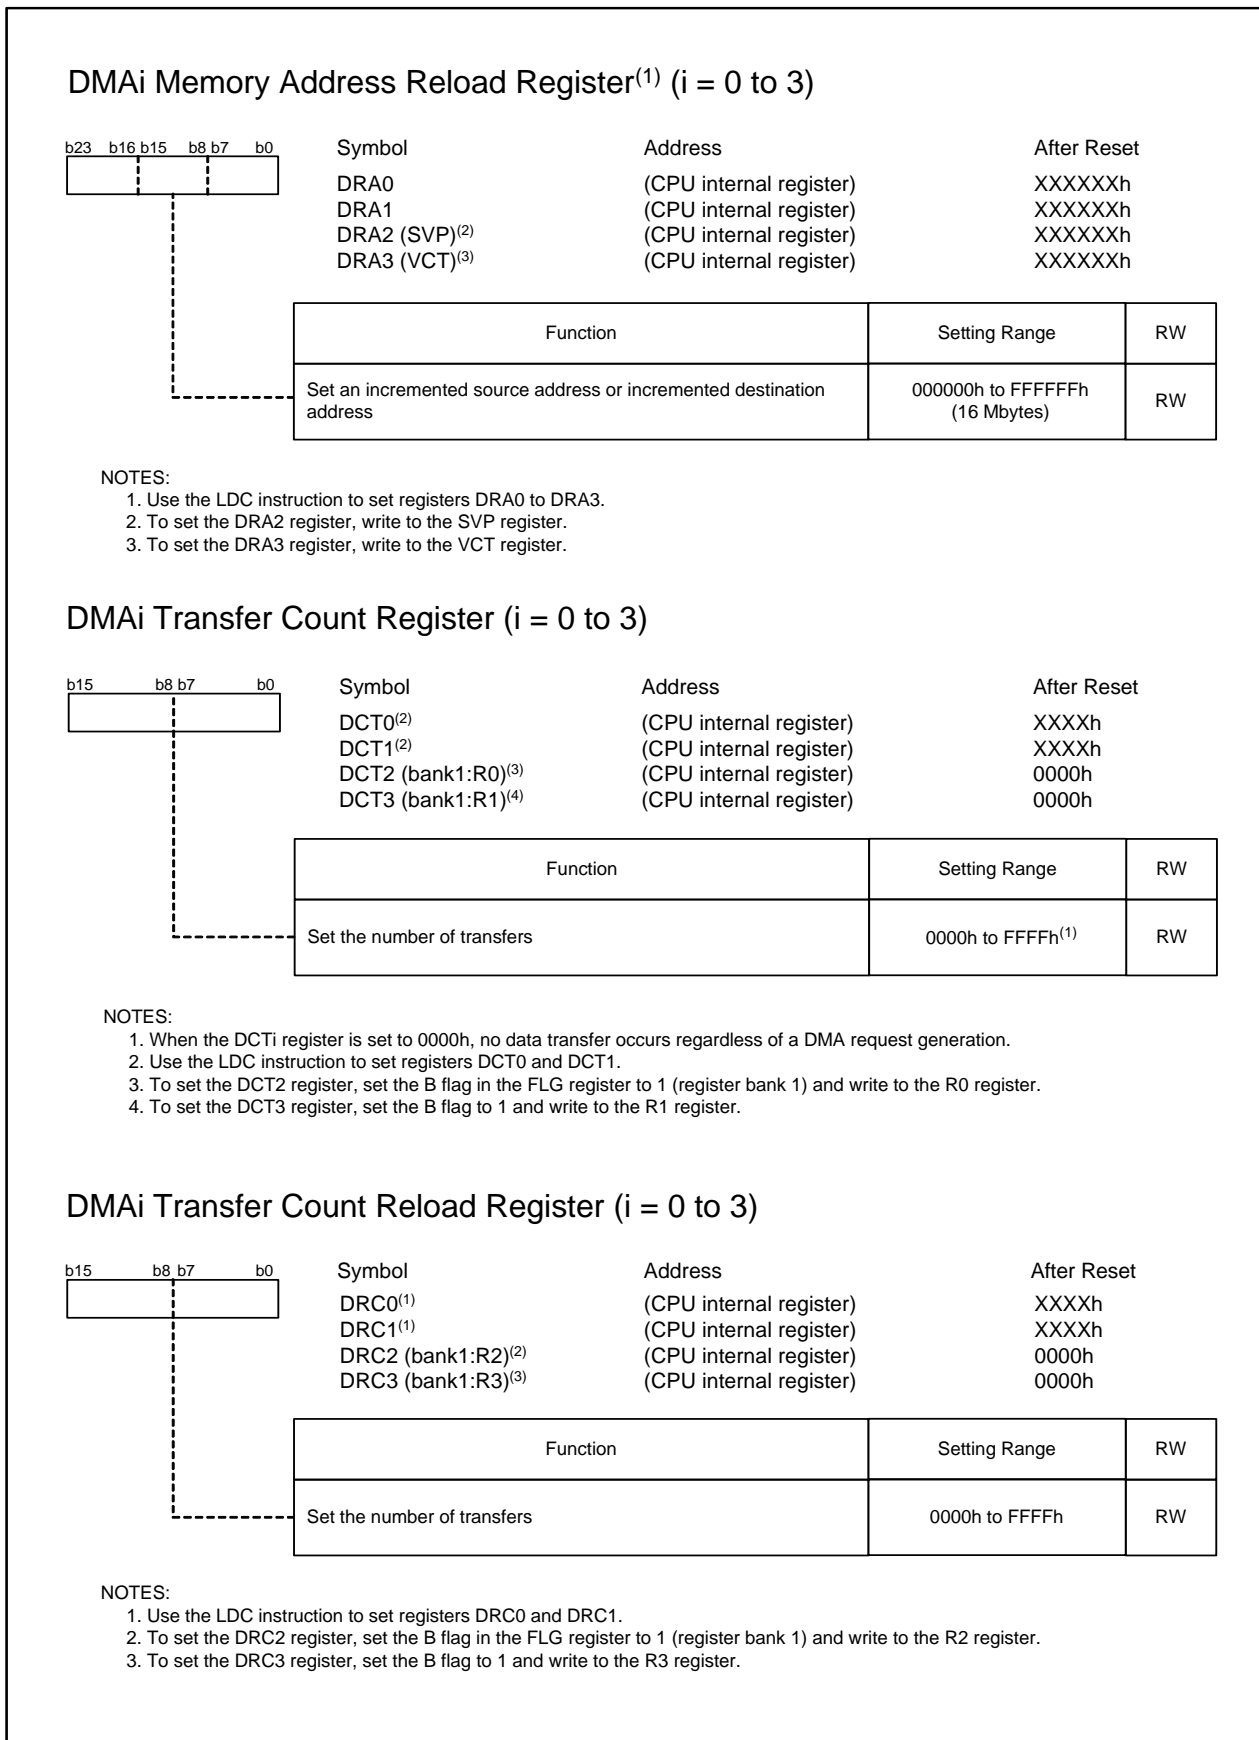 DMAi Memory Address Reload Register(1) (i = 0 to 3)
b23 b16 b15 b8 b7 b0
Symbol Address After Reset
DRA0 (CPU internal register) XXXXXXh
DRA1 (CPU internal register) XXXXXXh
DRA2 (SVP)(2) (CPU internal register) XXXXXXh
DRA3 (VCT)(3) (CPU internal register) XXXXXXh
Function Setting Range RW
Set an incremented source address or incremented destination address 000000h to FFFFFFh (16 Mbytes) RW
NOTES:
1. Use the LDC instruction to set registers DRA0 to DRA3.
2. To set the DRA2 register, write to the SVP register.
3. To set the DRA3 register, write to the VCT register.
DMAi Transfer Count Register (i = 0 to 3)
b15 b8 b7 b0
Symbol Address After Reset
DCT0(2) (CPU internal register) XXXXh
DCT1(2) (CPU internal register) XXXXh
DCT2 (bank1:R0)(3) (CPU internal register) 0000h
DCT3 (bank1:R1)(4) (CPU internal register) 0000h
Function Setting Range RW
Set the number of transfers 0000h to FFFFh(1) RW
NOTES:
1. When the DCTi register is set to 0000h, no data transfer occurs regardless of a DMA request generation.
2. Use the LDC instruction to set registers DCT0 and DCT1.
3. To set the DCT2 register, set the B flag in the FLG register to 1 (register bank 1) and write to the R0 register.
4. To set the DCT3 register, set the B flag to 1 and write to the R1 register.
DMAi Transfer Count Reload Register (i = 0 to 3)
b15 b8 b7 b0
Symbol Address After Reset
DRC0(1) (CPU internal register) XXXXh
DRC1(1) (CPU internal register) XXXXh
DRC2 (bank1:R2)(2) (CPU internal register) 0000h
DRC3 (bank1:R3)(3) (CPU internal register) 0000h
Function Setting Range RW
Set the number of transfers 0000h to FFFFh RW
NOTES:
1. Use the LDC instruction to set registers DRC0 and DRC1.
2. To set the DRC2 register, set the B flag in the FLG register to 1 (register bank 1) and write to the R2 register.
3. To set the DRC3 register, set the B flag to 1 and write to the R3 register.